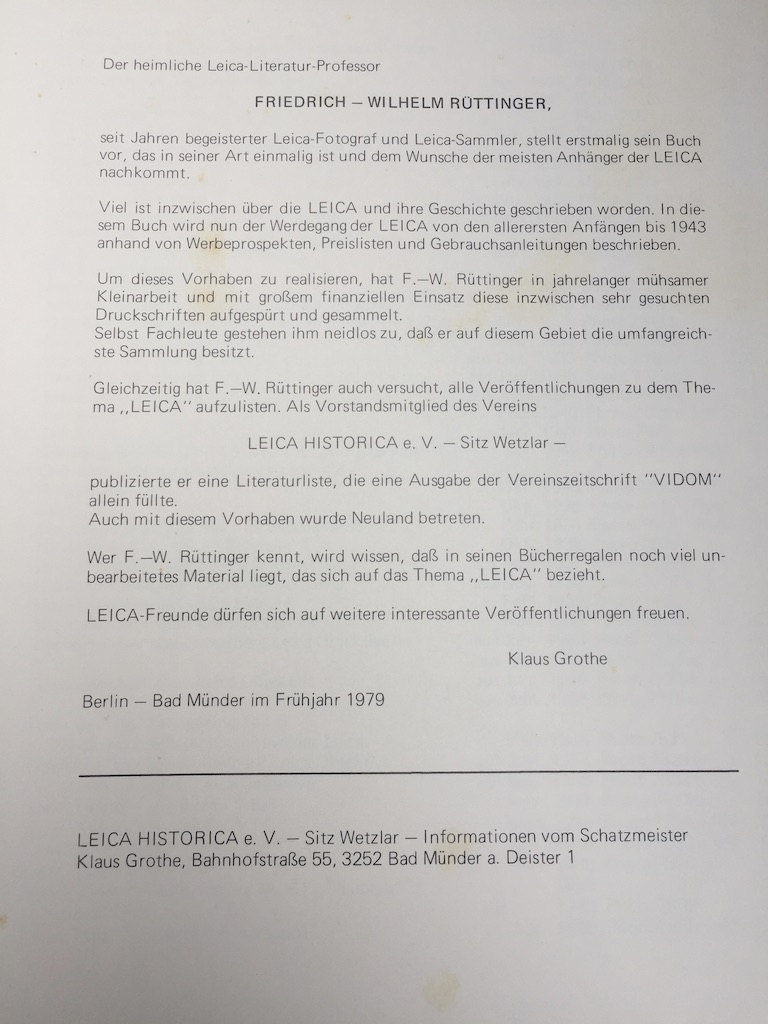 Der heimliche Leica-Literatur-Professor
FRIEDRICH – WILHELM RÜTTINGER,
seit Jahren begeisterter Leica-Fotograf und Leica-Sammler, stellt erstmalig sein Buch
vor, das in seiner Art einmalig ist und dem Wunsche der meisten Anhänger der LEICA
nachkommt.
Viel ist inzwischen über die LEICA und ihre Geschichte geschrieben worden. In die-
sem Buch wird nun der Werdegang der LEICA von den allerersten Anfängen bis 1943
anhand von Werbeprospekten, Preislisten und Gebrauchsanleitungen beschrieben.
Um dieses Vorhaben zu realisieren, hat F.–W. Rüttinger in jahrelanger mühsamer
Kleinarbeit und mit großem finanziellen Einsatz diese inzwischen sehr gesuchten
Druckschriften aufgespürt und gesammelt.
Selbst Fachleute gestehen ihm neidlos zu, daß er auf diesem Gebiet die umfangreich-
ste Sammlung besitzt.
Gleichzeitig hat F.–W. Rüttinger auch versucht, alle Veröffentlichungen zu dem The-
ma ,,LEICA'' aufzulisten. Als Vorstandsmitglied des Vereins
LEICA HISTORICA e. V. – Sitz Wetzlar –
publizierte er eine Literaturliste, die eine Ausgabe der Vereinszeitschrift ''VIDOM''
allein füllte.
Auch mit diesem Vorhaben wurde Neuland betreten.
Wer F.–W. Rüttinger kennt, wird wissen, daß in seinen Bücherregalen noch viel un-
bearbeitetes Material liegt, das sich auf das Thema ,,LEICA'' bezieht.
LEICA-Freunde dürfen sich auf weitere interessante Veröffentlichungen freuen.
Klaus Grothe
Berlin – Bad Münder im Frühjahr 1979
LEICA HISTORICA e. V. – Sitz Wetzlar – Informationen vom Schatzmeister
Klaus Grothe, Bahnhofstraße 55, 3252 Bad Münder a. Deister 1